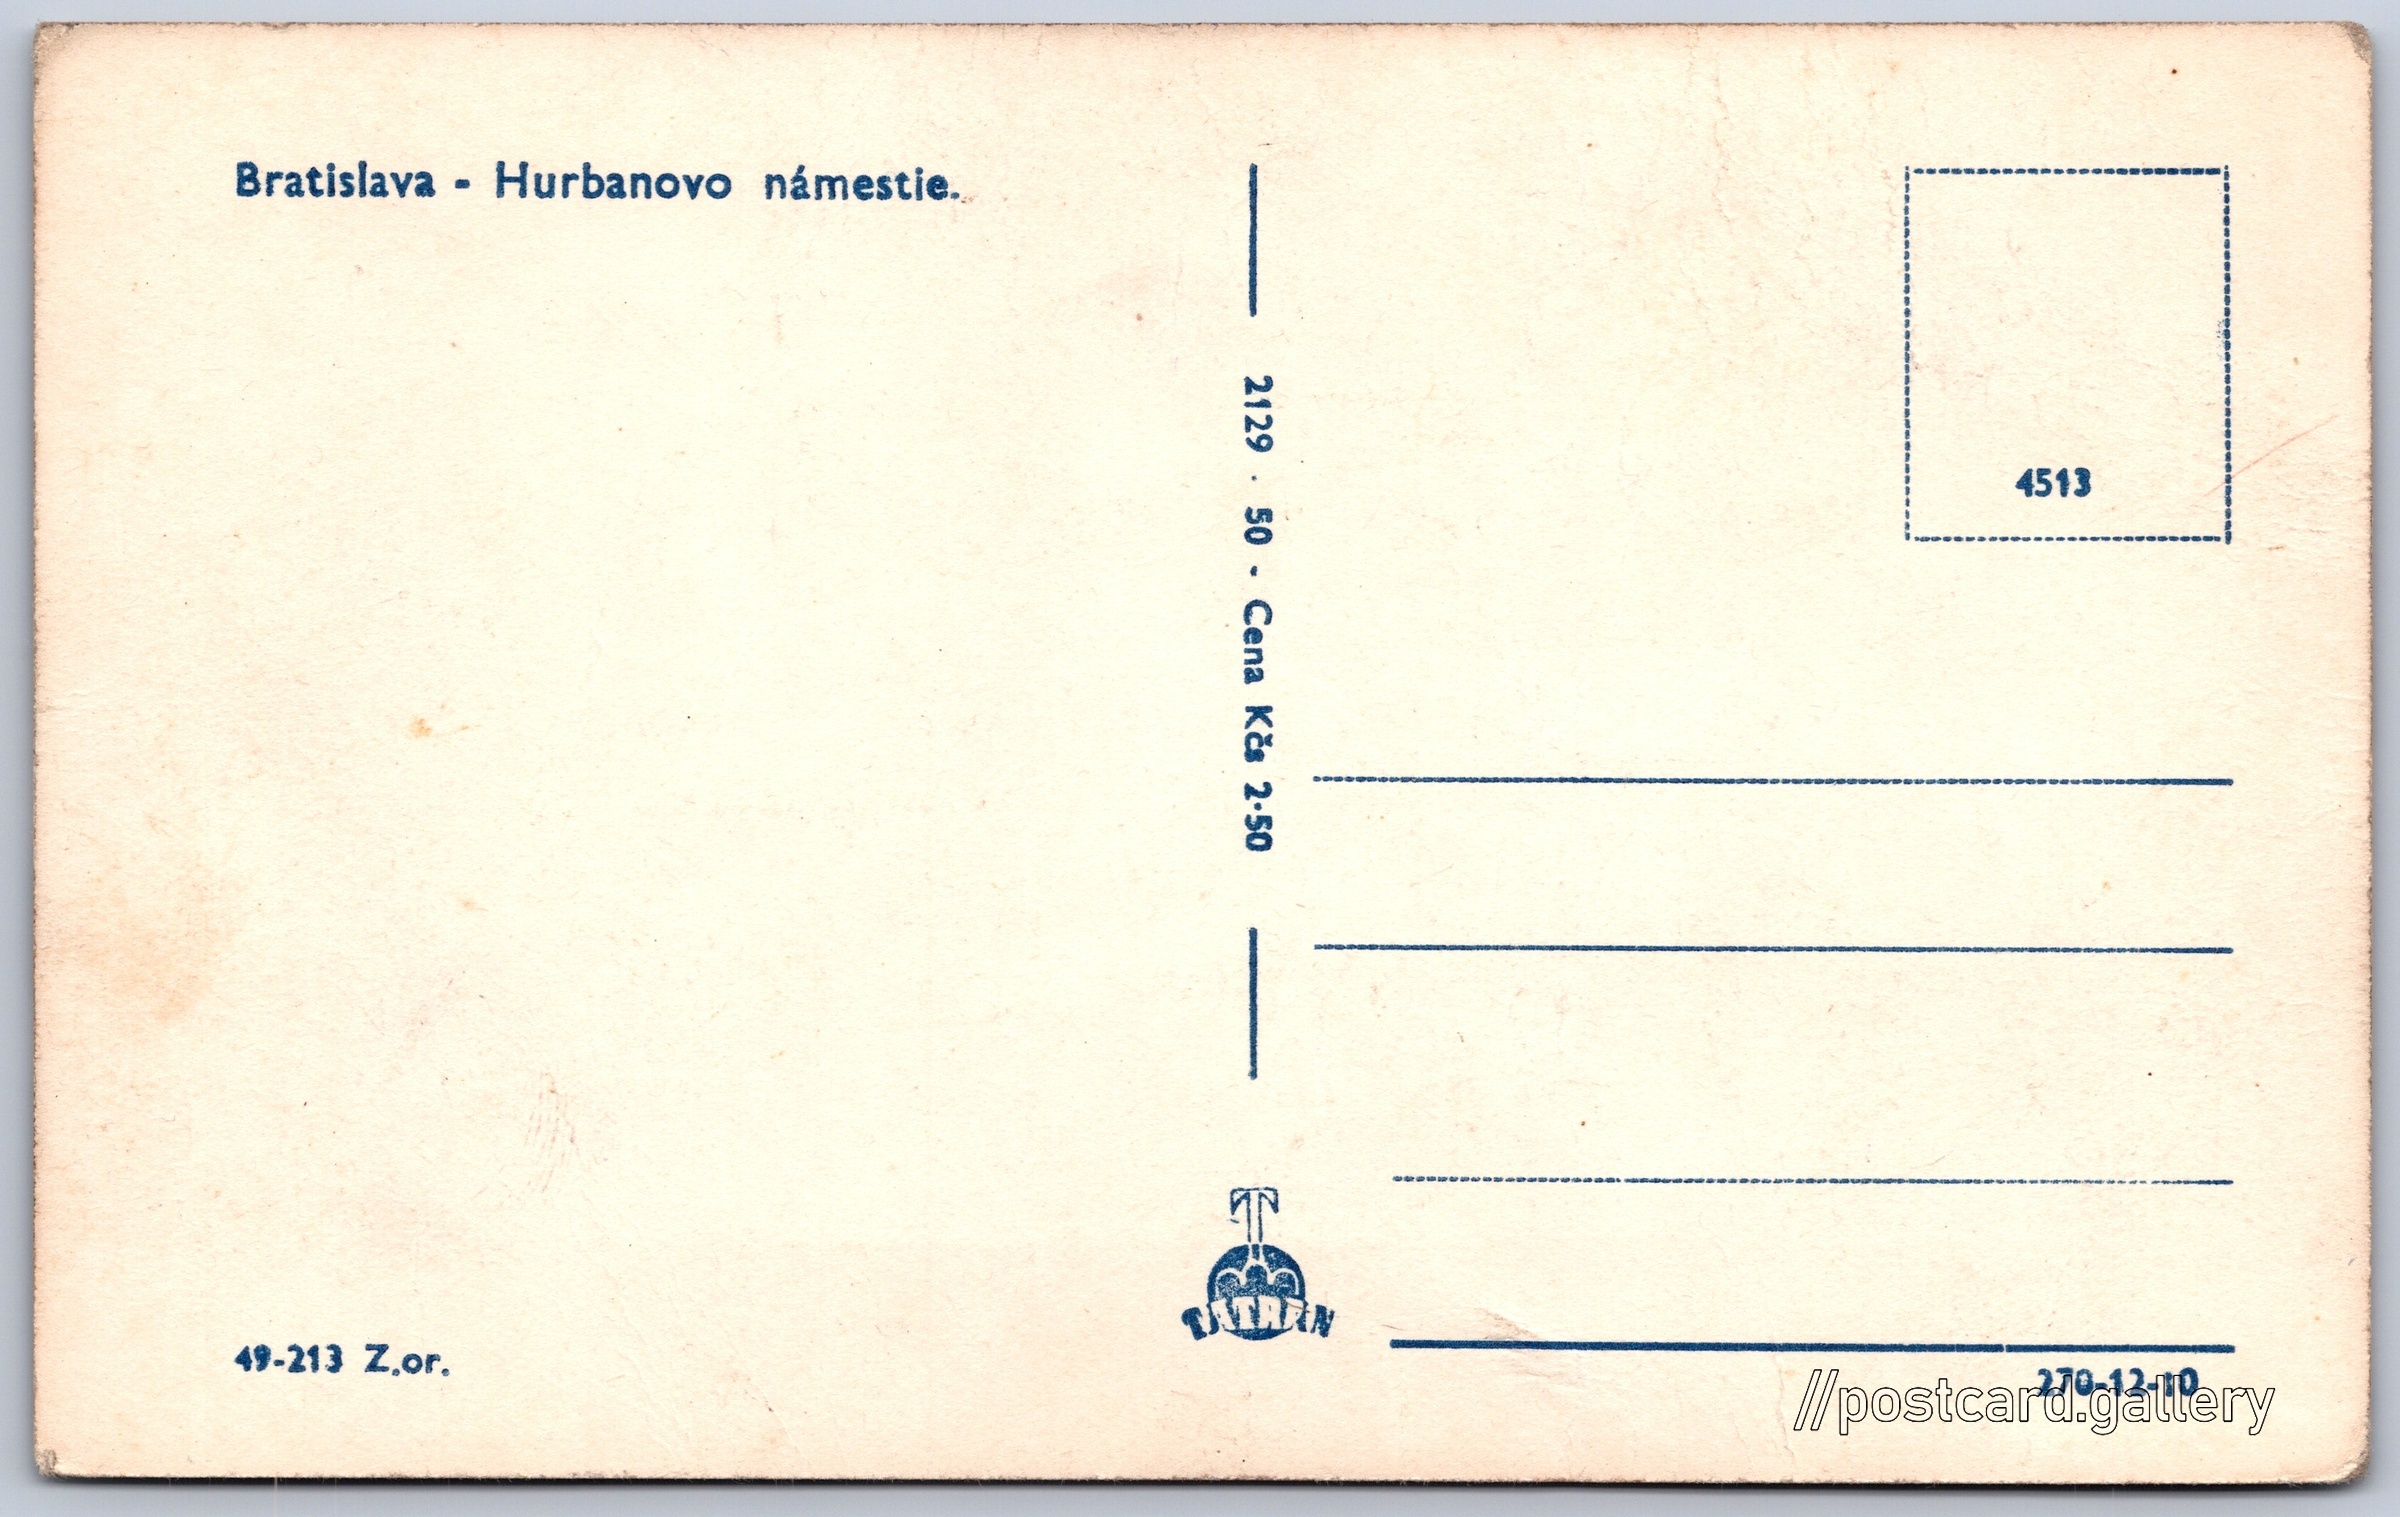 Bratislava - Hurbanovo námestie.
2129 · 50 - Cena Kčs 2·50
4513
TATRAN
49-213 Z.or.
270-12-10
//postcard.gallery